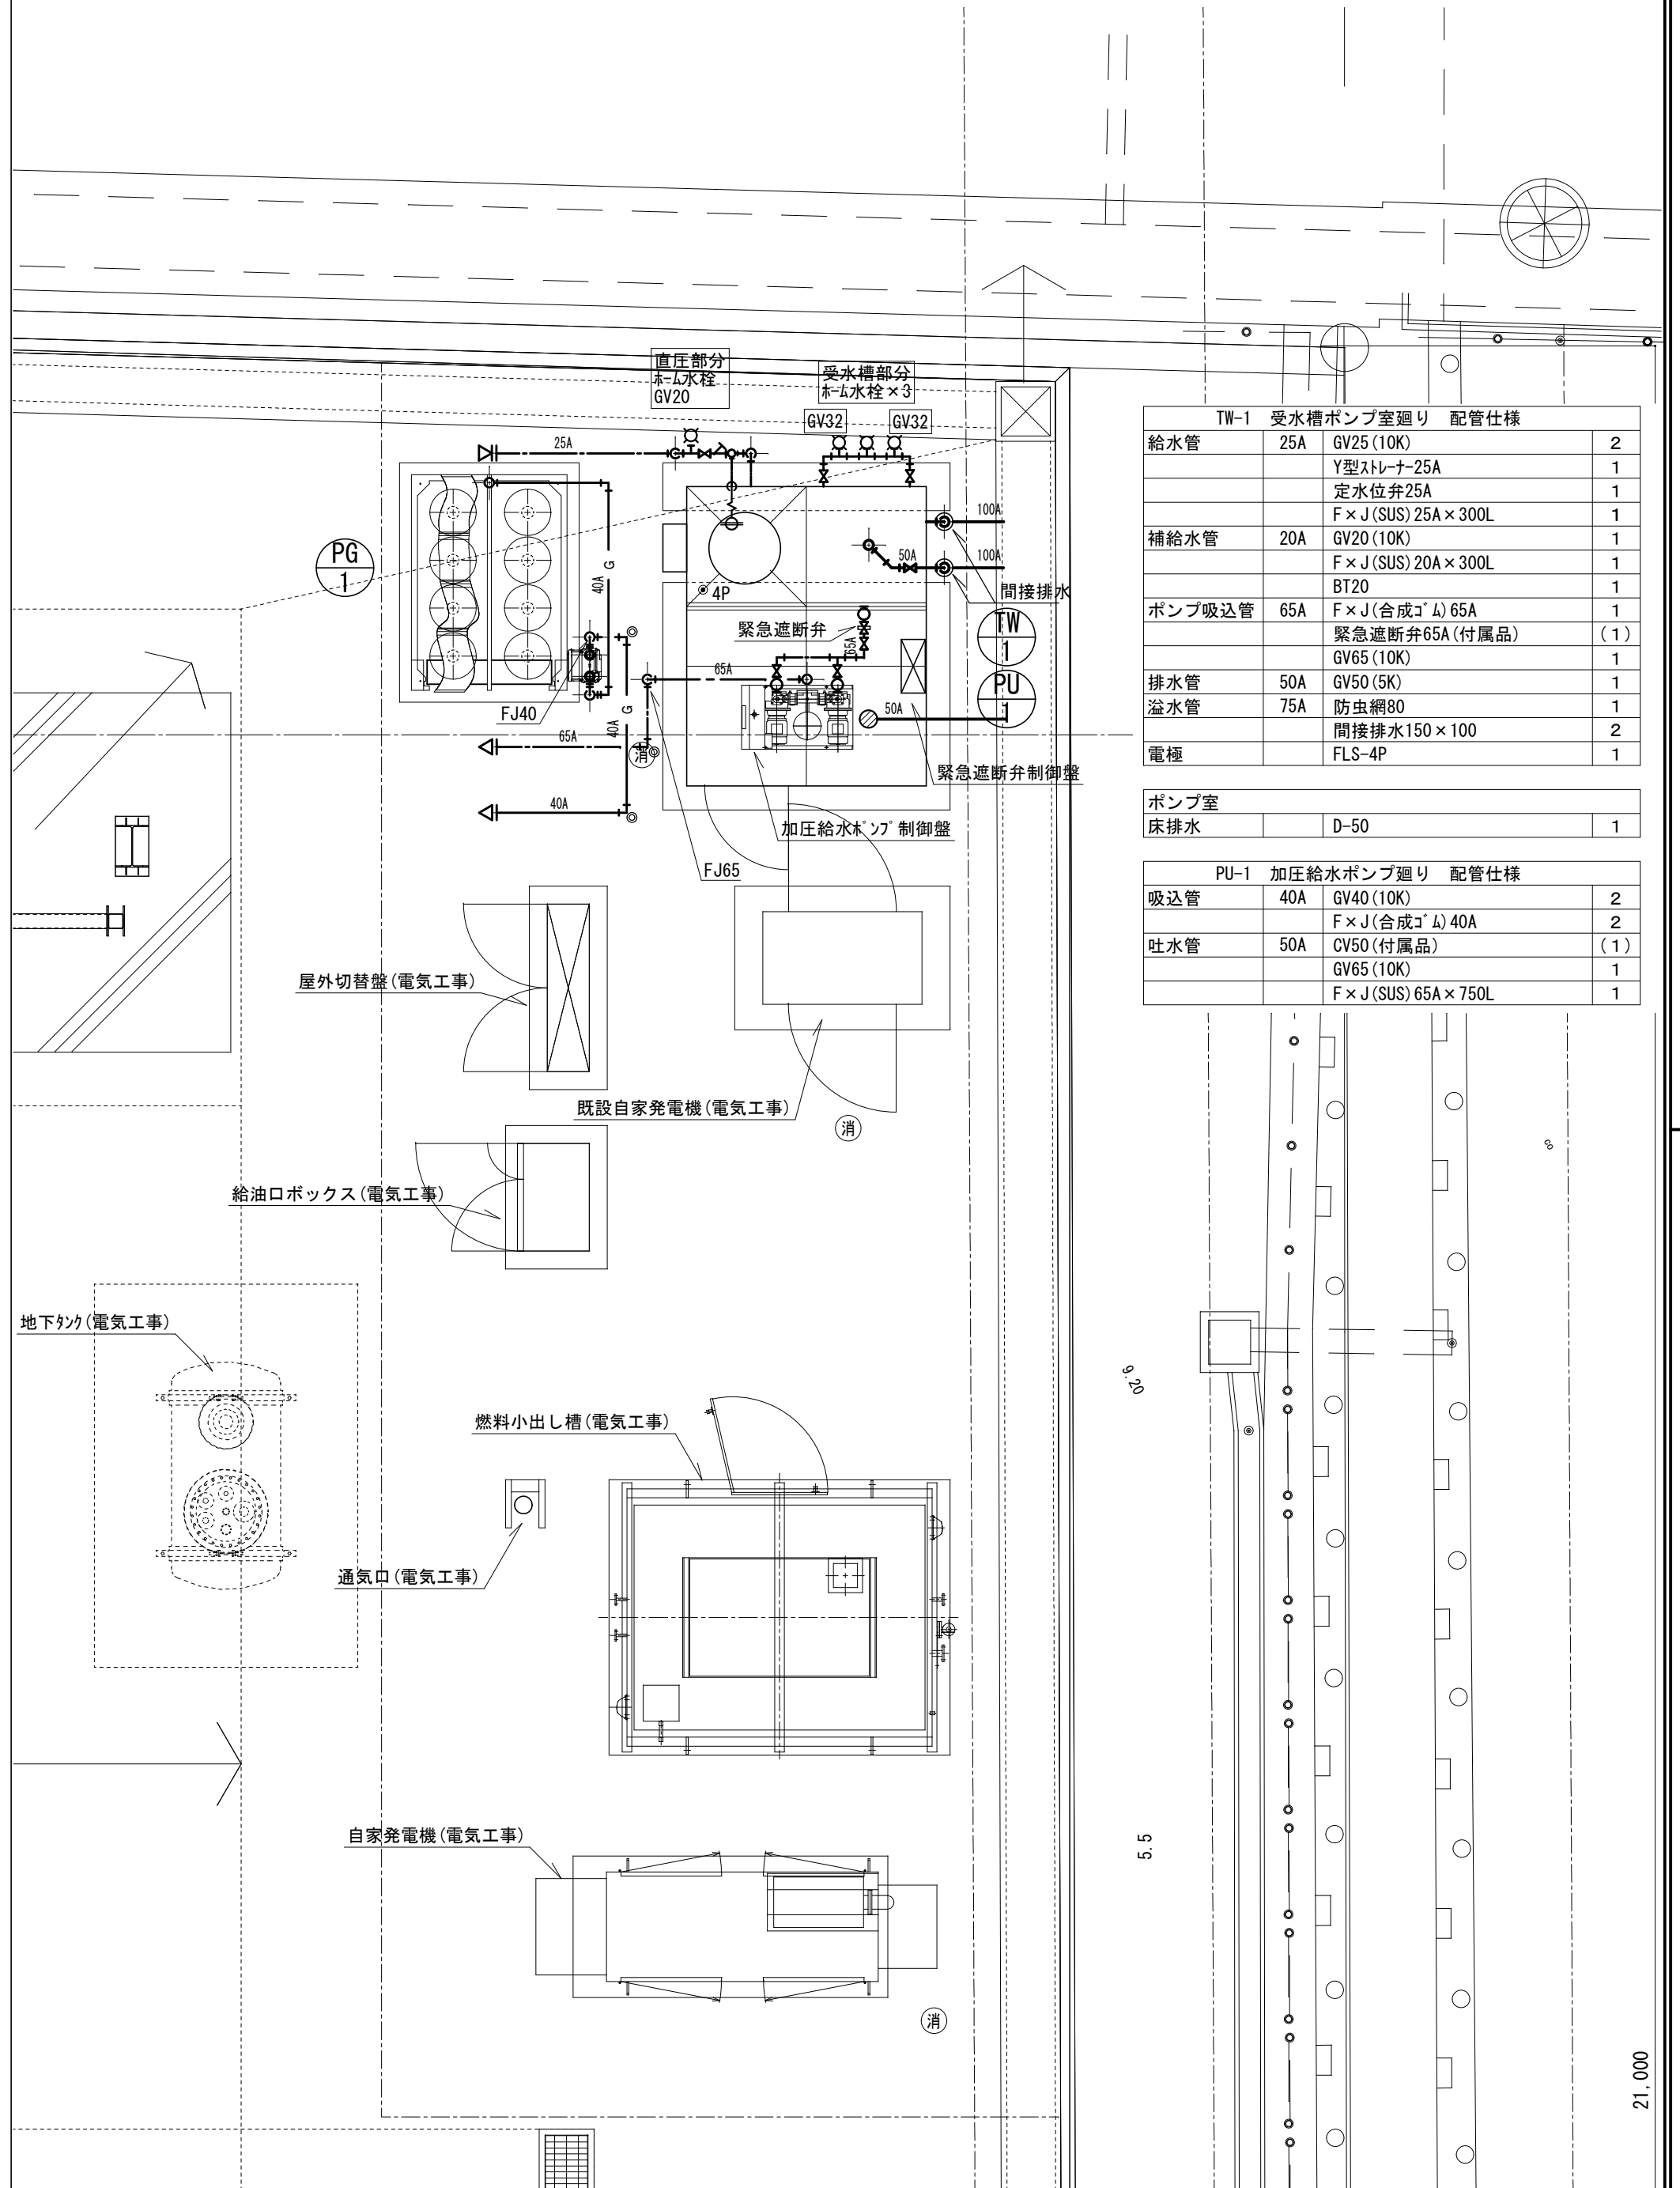 直圧部分
ﾎｰﾑ水栓
GV20
受水槽部分
ﾎｰﾑ水栓×3
GV32
GV32
25A
100A
50A
100A
間接排水
PG
1
40A
G
4P
TW
1
緊急遮断弁
65A
65A
PU
1
50A
FJ40
40A
G
65A
消
緊急遮断弁制御盤
40A
加圧給水ﾎﾟﾝﾌﾟ制御盤
FJ65
屋外切替盤(電気工事)
既設自家発電機(電気工事)
消
給油口ボックス(電気工事)
地下ﾀﾝｸ(電気工事)
燃料小出し槽(電気工事)
通気口(電気工事)
自家発電機(電気工事)
消
TW-1 受水槽ポンプ室廻り 配管仕様
給水管 25A GV25(10K) 2
Y型ｽﾄﾚｰﾅｰ25A 1
定水位弁25A 1
F×J(SUS)25A×300L 1
補給水管 20A GV20(10K) 1
F×J(SUS)20A×300L 1
BT20 1
ポンプ吸込管 65A F×J(合成ｺﾞﾑ)65A 1
緊急遮断弁65A(付属品) (1)
GV65(10K) 1
排水管 50A GV50(5K) 1
溢水管 75A 防虫網80 1
間接排水150×100 2
電極 FLS-4P 1
ポンプ室
床排水 D-50 1
PU-1 加圧給水ポンプ廻り 配管仕様
吸込管 40A GV40(10K) 2
F×J(合成ｺﾞﾑ)40A 2
吐水管 50A CV50(付属品) (1)
GV65(10K) 1
F×J(SUS)65A×750L 1
co
9.20
5.5
21,000